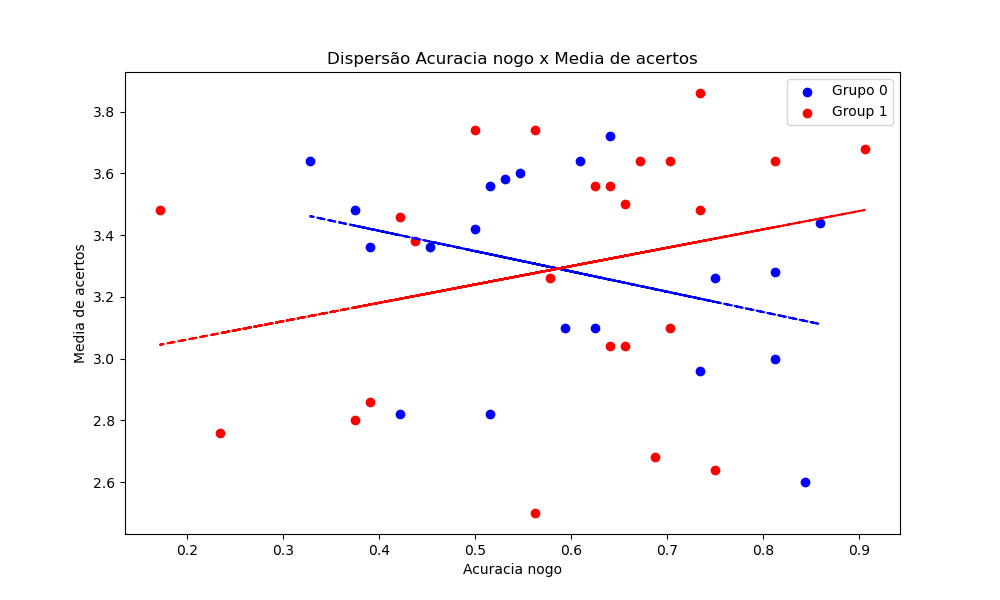 Dispersão Acuracia nogo x Media de acertos
Grupo 0
Group 1
Media de acertos
3.8
3.6
3.4
3.2
3.0
2.8
2.6
0.2 0.3 0.4 0.5 0.6 0.7 0.8 0.9
Acuracia nogo